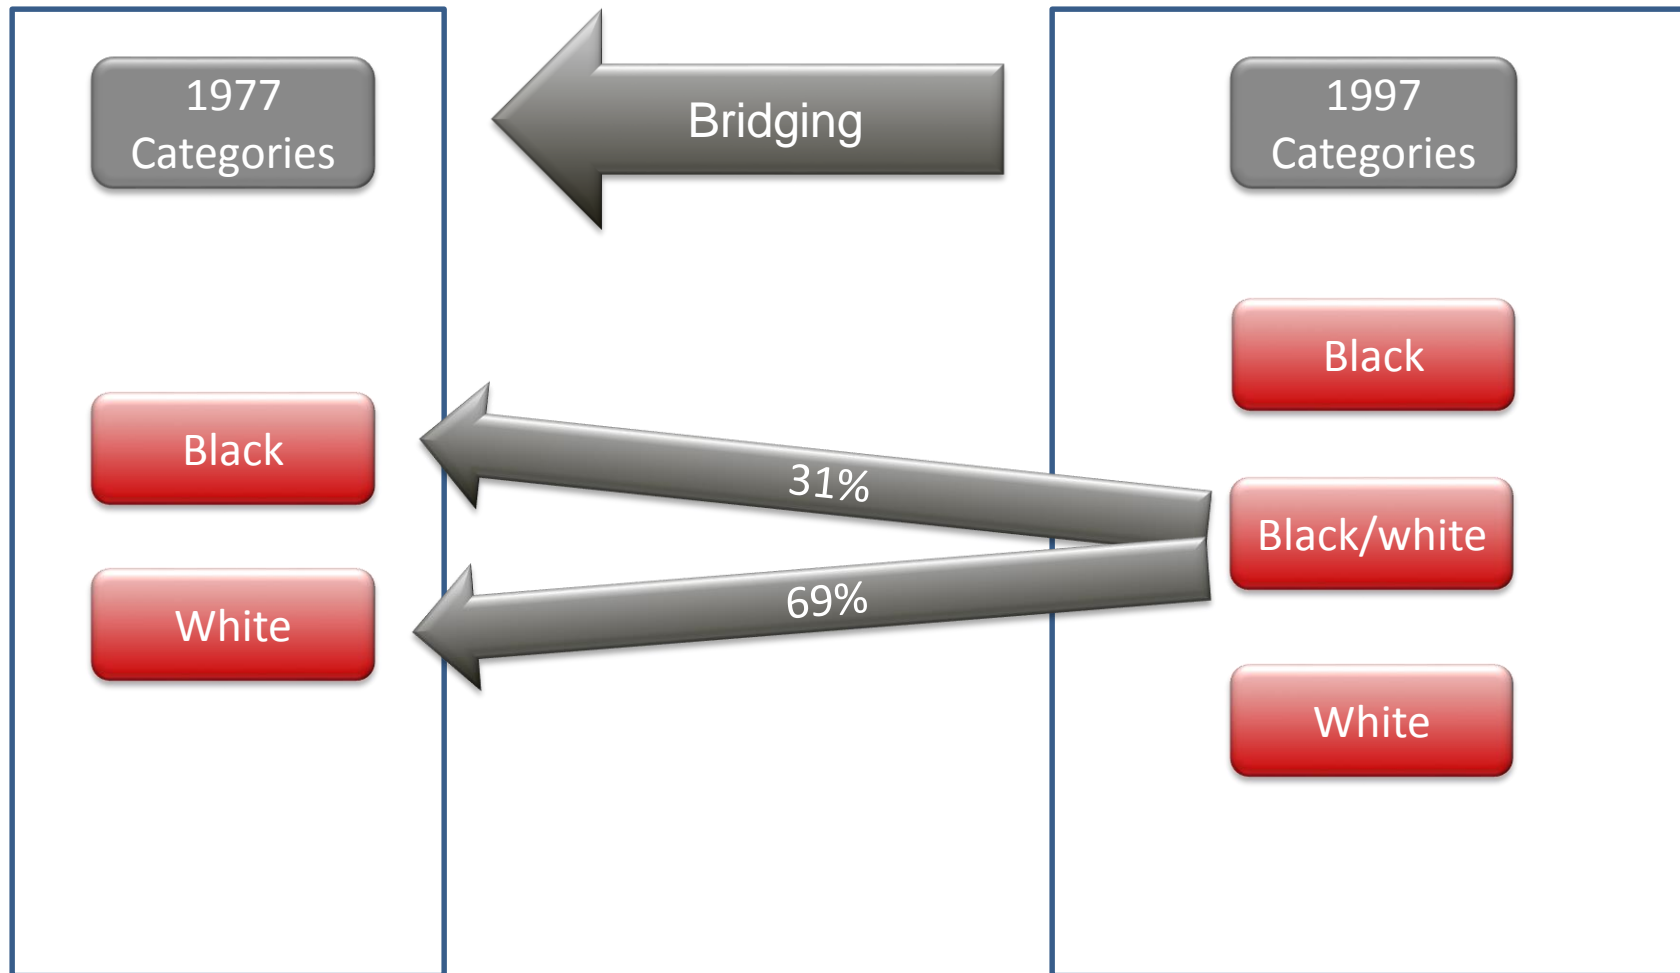 1977
Categories
Bridging
1997
Categories
Black
Black
31%
Black/white
69%
White
White